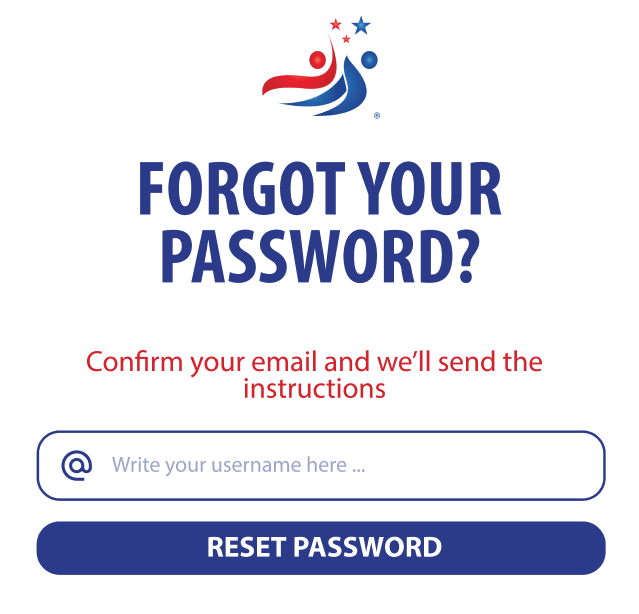 ®
FORGOT YOUR
PASSWORD?
Confirm your email and we’ll send the
instructions
@ Write your username here ...
RESET PASSWORD